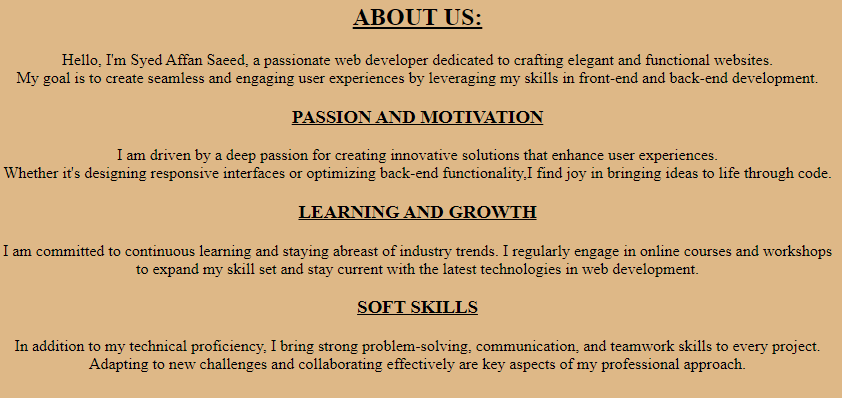 ABOUT US:
Hello, I'm Syed Affan Saeed, a passionate web developer dedicated to crafting elegant and functional websites.
My goal is to create seamless and engaging user experiences by leveraging my skills in front-end and back-end development.
PASSION AND MOTIVATION
I am driven by a deep passion for creating innovative solutions that enhance user experiences.
Whether it's designing responsive interfaces or optimizing back-end functionality,I find joy in bringing ideas to life through code.
LEARNING AND GROWTH
I am committed to continuous learning and staying abreast of industry trends. I regularly engage in online courses and workshops
to expand my skill set and stay current with the latest technologies in web development.
SOFT SKILLS
In addition to my technical proficiency, I bring strong problem-solving, communication, and teamwork skills to every project.
Adapting to new challenges and collaborating effectively are key aspects of my professional approach.